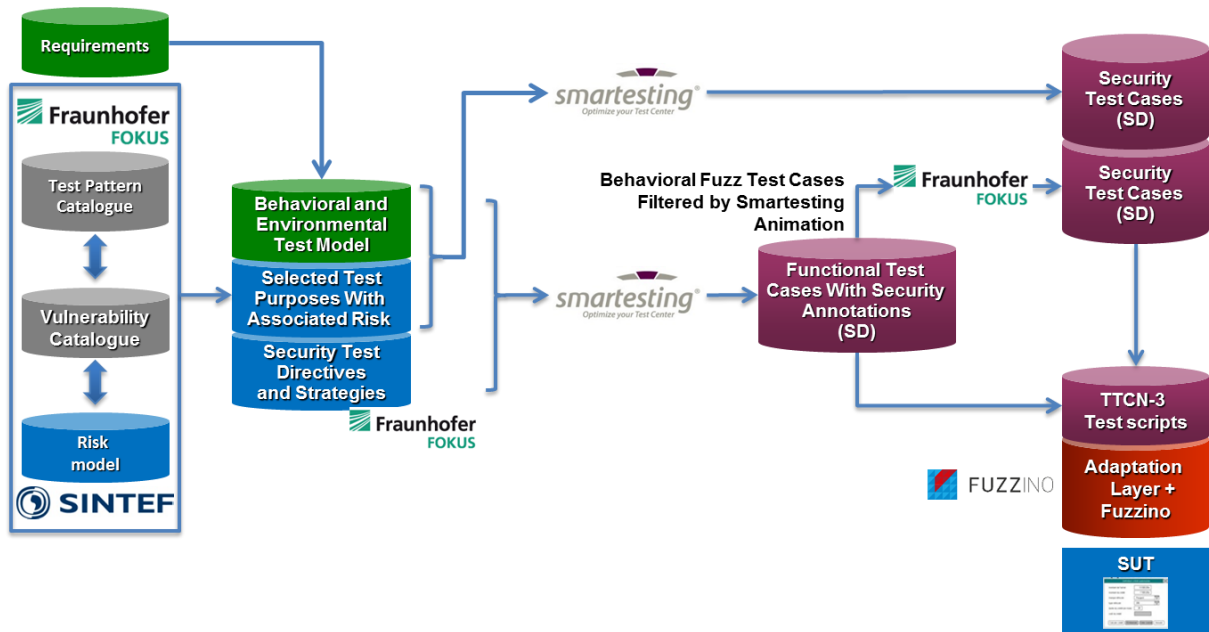 Requirements
Fraunhofer
FOKUS
Test Pattern
Catalogue
Vulnerability
Catalogue
Risk
model
SINTEF
Behavioral and
Environmental
Test Model
Selected Test
Purposes With
Associated Risk
Security Test
Directives
and Strategies
Fraunhofer
FOKUS
smartesting®
Optimize your Test Center
smartesting®
Optimize your Test Center
Behavioral Fuzz Test Cases
Filtered by Smartesting
Animation
Fraunhofer
FOKUS
Functional Test
Cases With Security
Annotations
(SD)
Security
Test Cases
(SD)
Security
Test Cases
(SD)
TTCN-3
Test scripts
FUZZINO
Adaptation
Layer +
Fuzzino
SUT